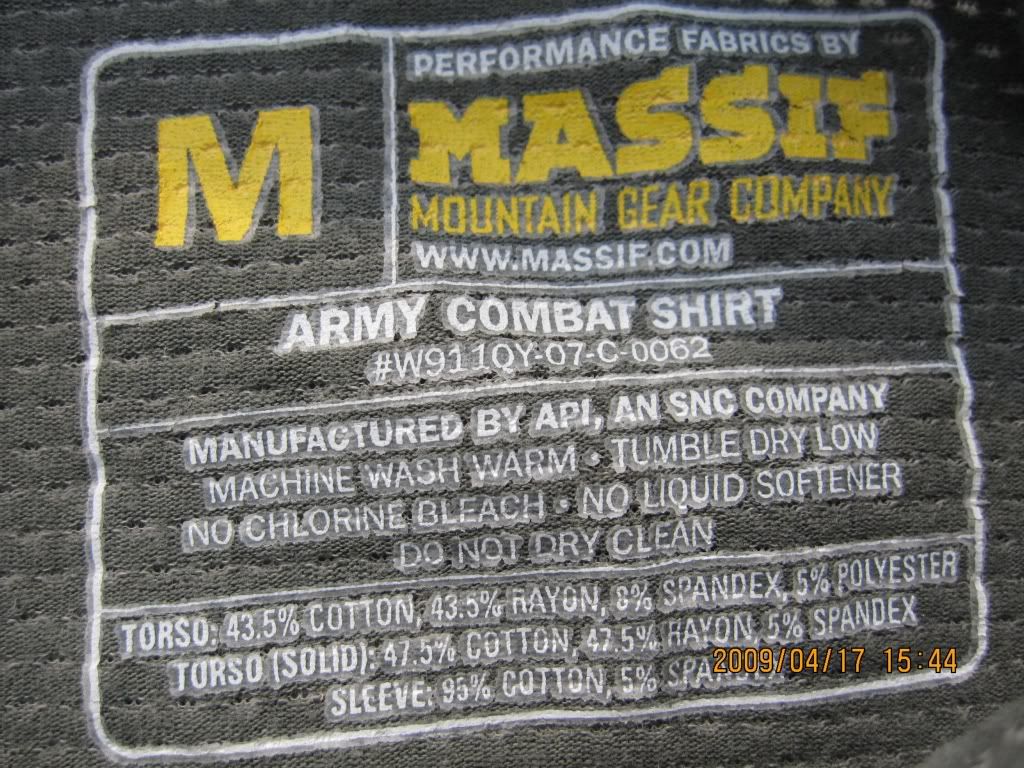 M
PERFORMANCE FABRICS BY
MASSIF
MOUNTAIN GEAR COMPANY
WWW.MASSIF.COM
ARMY COMBAT SHIRT
#W911QY-07-C-0062
MANUFACTURED BY API, AN SNC COMPANY
MACHINE WASH WARM • TUMBLE DRY LOW
NO CHLORINE BLEACH • NO LIQUID SOFTENER
DO NOT DRY CLEAN
TORSO: 43.5% COTTON, 43.5% RAYON, 8% SPANDEX, 5% POLYESTER
TORSO (SOLID): 47.5% COTTON, 47.5% RAYON, 5% SPANDEX
SLEEVE: 95% COTTON, 5% SPANDEX
2009/04/17 15:44